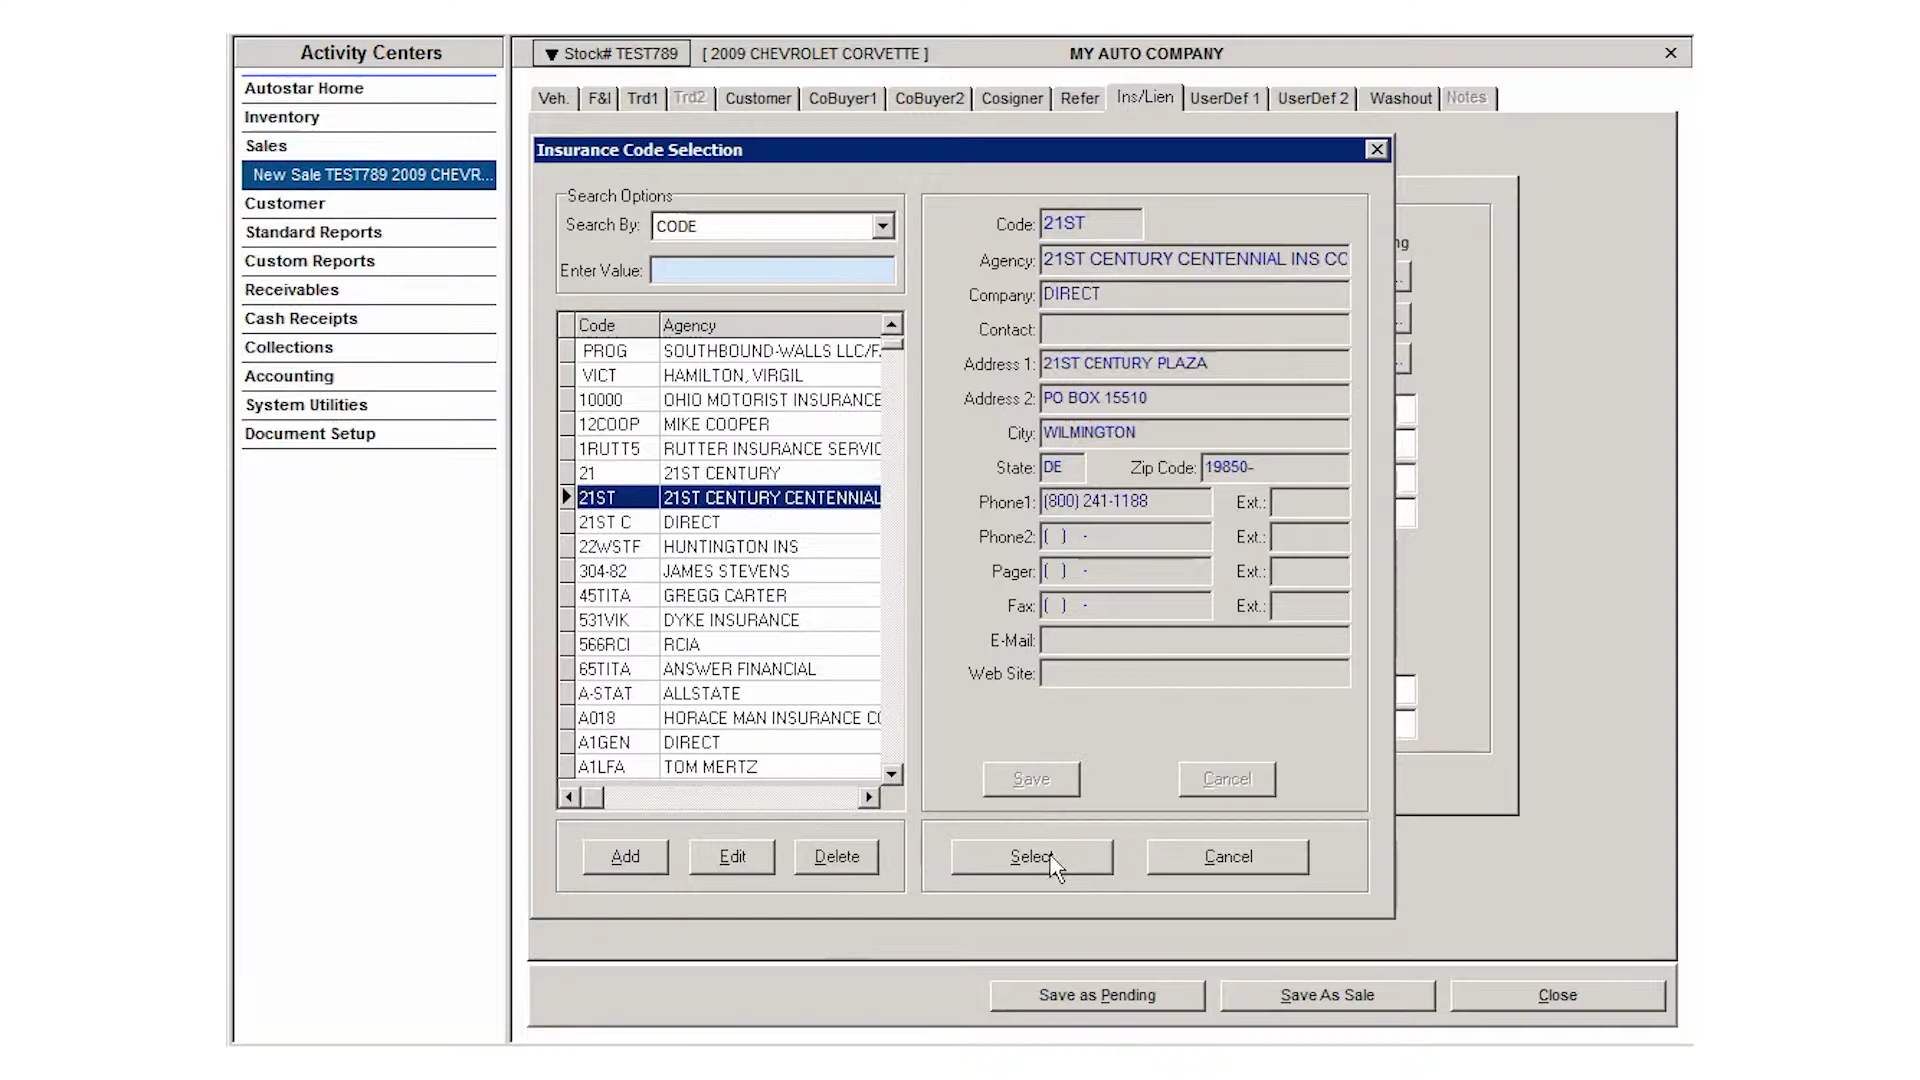 Activity Centers
Autostar Home
Inventory
Sales
New Sale TEST789 2009 CHEVR...
Customer
Standard Reports
Custom Reports
Receivables
Cash Receipts
Collections
Accounting
System Utilities
Document Setup
▼ Stock# TEST789 [ 2009 CHEVROLET CORVETTE ] MY AUTO COMPANY
Veh. F&I Trd1 Trd2 Customer CoBuyer1 CoBuyer2 Cosigner Refer Ins/Lien UserDef 1 UserDef 2 Washout Notes
Insurance Code Selection
Search Options
Search By: CODE
Enter Value:
Code Agency
PROG SOUTHBOUND-WALLS LLC/F
VICT HAMILTON, VIRGIL
10000 OHIO MOTORIST INSURANCE
12COOP MIKE COOPER
1RUTT5 RUTTER INSURANCE SERVIC
21 21ST CENTURY
21ST 21ST CENTURY CENTENNIAL
21ST C DIRECT
22WSTF HUNTINGTON INS
304-82 JAMES STEVENS
45TITA GREGG CARTER
531VIK DYKE INSURANCE
566RCI RCIA
65TITA ANSWER FINANCIAL
A-STAT ALLSTATE
A018 HORACE MAN INSURANCE CO
A1GEN DIRECT
A1LFA TOM MERTZ
Add Edit Delete
Code: 21ST
Agency: 21ST CENTURY CENTENNIAL INS CO
Company: DIRECT
Contact:
Address 1: 21ST CENTURY PLAZA
Address 2: PO BOX 15510
City: WILMINGTON
State: DE Zip Code: 19850-
Phone1: (800) 241-1188 Ext.:
Phone2: ( ) - Ext.:
Pager: ( ) - Ext.:
Fax: ( ) - Ext.:
E-Mail:
Web Site:
Save Cancel
Select Cancel
Save as Pending Save As Sale Close